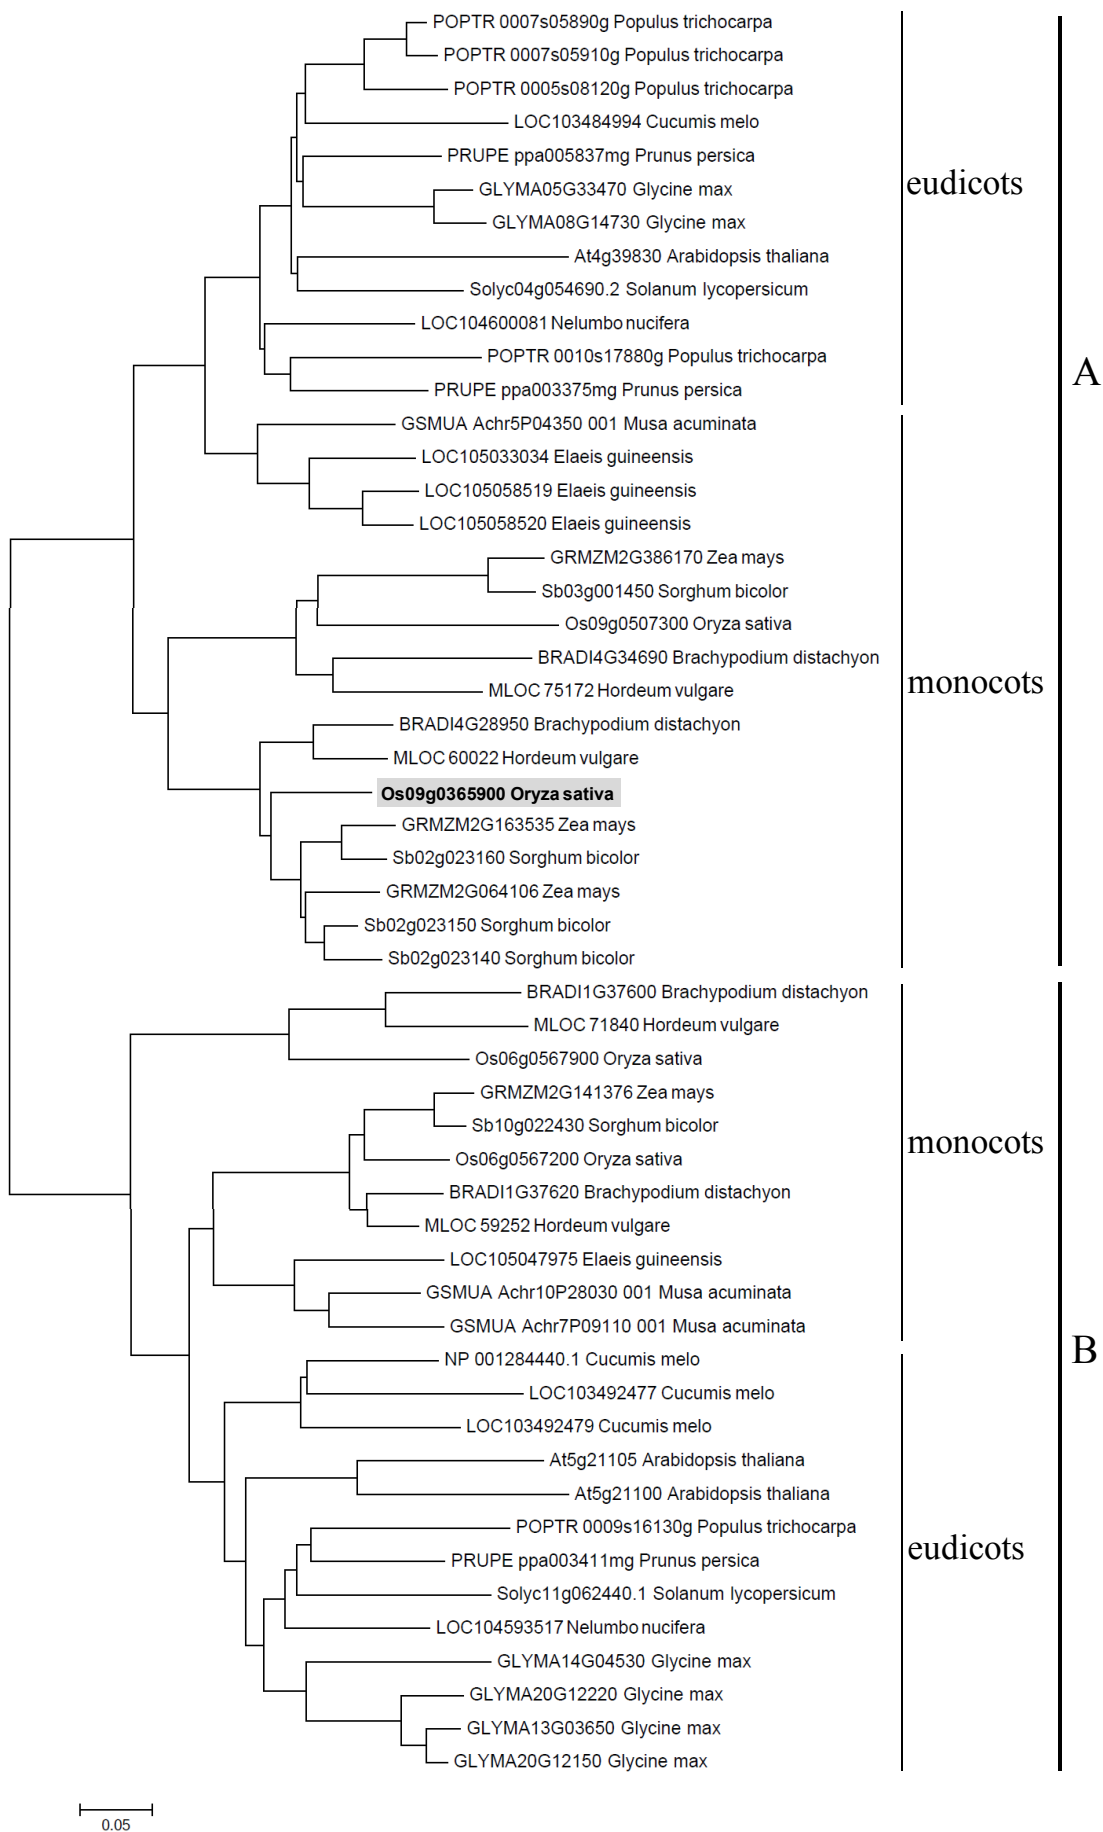 POPTR 0007s05890g Populus trichocarpa
POPTR 0007s05910g Populus trichocarpa
POPTR 0005s08120g Populus trichocarpa
LOC103484994 Cucumis melo
PRUPE ppa005837mg Prunus persica
eudicots
GLYMA05G33470 Glycine max
GLYMA08G14730 Glycine max
At4g39830 Arabidopsis thaliana
Solyc04g054690.2 Solanum lycopersicum
LOC104600081 Nelumbo nucifera
POPTR 0010s17880g Populus trichocarpa
A
PRUPE ppa003375mg Prunus persica
GSMUA Achr5P04350 001 Musa acuminata
LOC105033034 Elaeis guineensis
LOC105058519 Elaeis guineensis
LOC105058520 Elaeis guineensis
GRMZM2G386170 Zea mays
Sb03g001450 Sorghum bicolor
Os09g0507300 Oryza sativa
BRADI4G34690 Brachypodium distachyon
monocots
MLOC 75172 Hordeum vulgare
BRADI4G28950 Brachypodium distachyon
MLOC 60022 Hordeum vulgare
Os09g0365900 Oryza sativa
GRMZM2G163535 Zea mays
Sb02g023160 Sorghum bicolor
GRMZM2G064106 Zea mays
Sb02g023150 Sorghum bicolor
Sb02g023140 Sorghum bicolor
BRADI1G37600 Brachypodium distachyon
MLOC 71840 Hordeum vulgare
Os06g0567900 Oryza sativa
GRMZM2G141376 Zea mays
Sb10g022430 Sorghum bicolor
monocots
Os06g0567200 Oryza sativa
BRADI1G37620 Brachypodium distachyon
MLOC 59252 Hordeum vulgare
LOC105047975 Elaeis guineensis
GSMUA Achr10P28030 001 Musa acuminata
GSMUA Achr7P09110 001 Musa acuminata
B
NP 001284440.1 Cucumis melo
LOC103492477 Cucumis melo
LOC103492479 Cucumis melo
At5g21105 Arabidopsis thaliana
At5g21100 Arabidopsis thaliana
POPTR 0009s16130g Populus trichocarpa
eudicots
PRUPE ppa003411mg Prunus persica
Solyc11g062440.1 Solanum lycopersicum
LOC104593517 Nelumbo nucifera
GLYMA14G04530 Glycine max
GLYMA20G12220 Glycine max
GLYMA13G03650 Glycine max
GLYMA20G12150 Glycine max
0.05